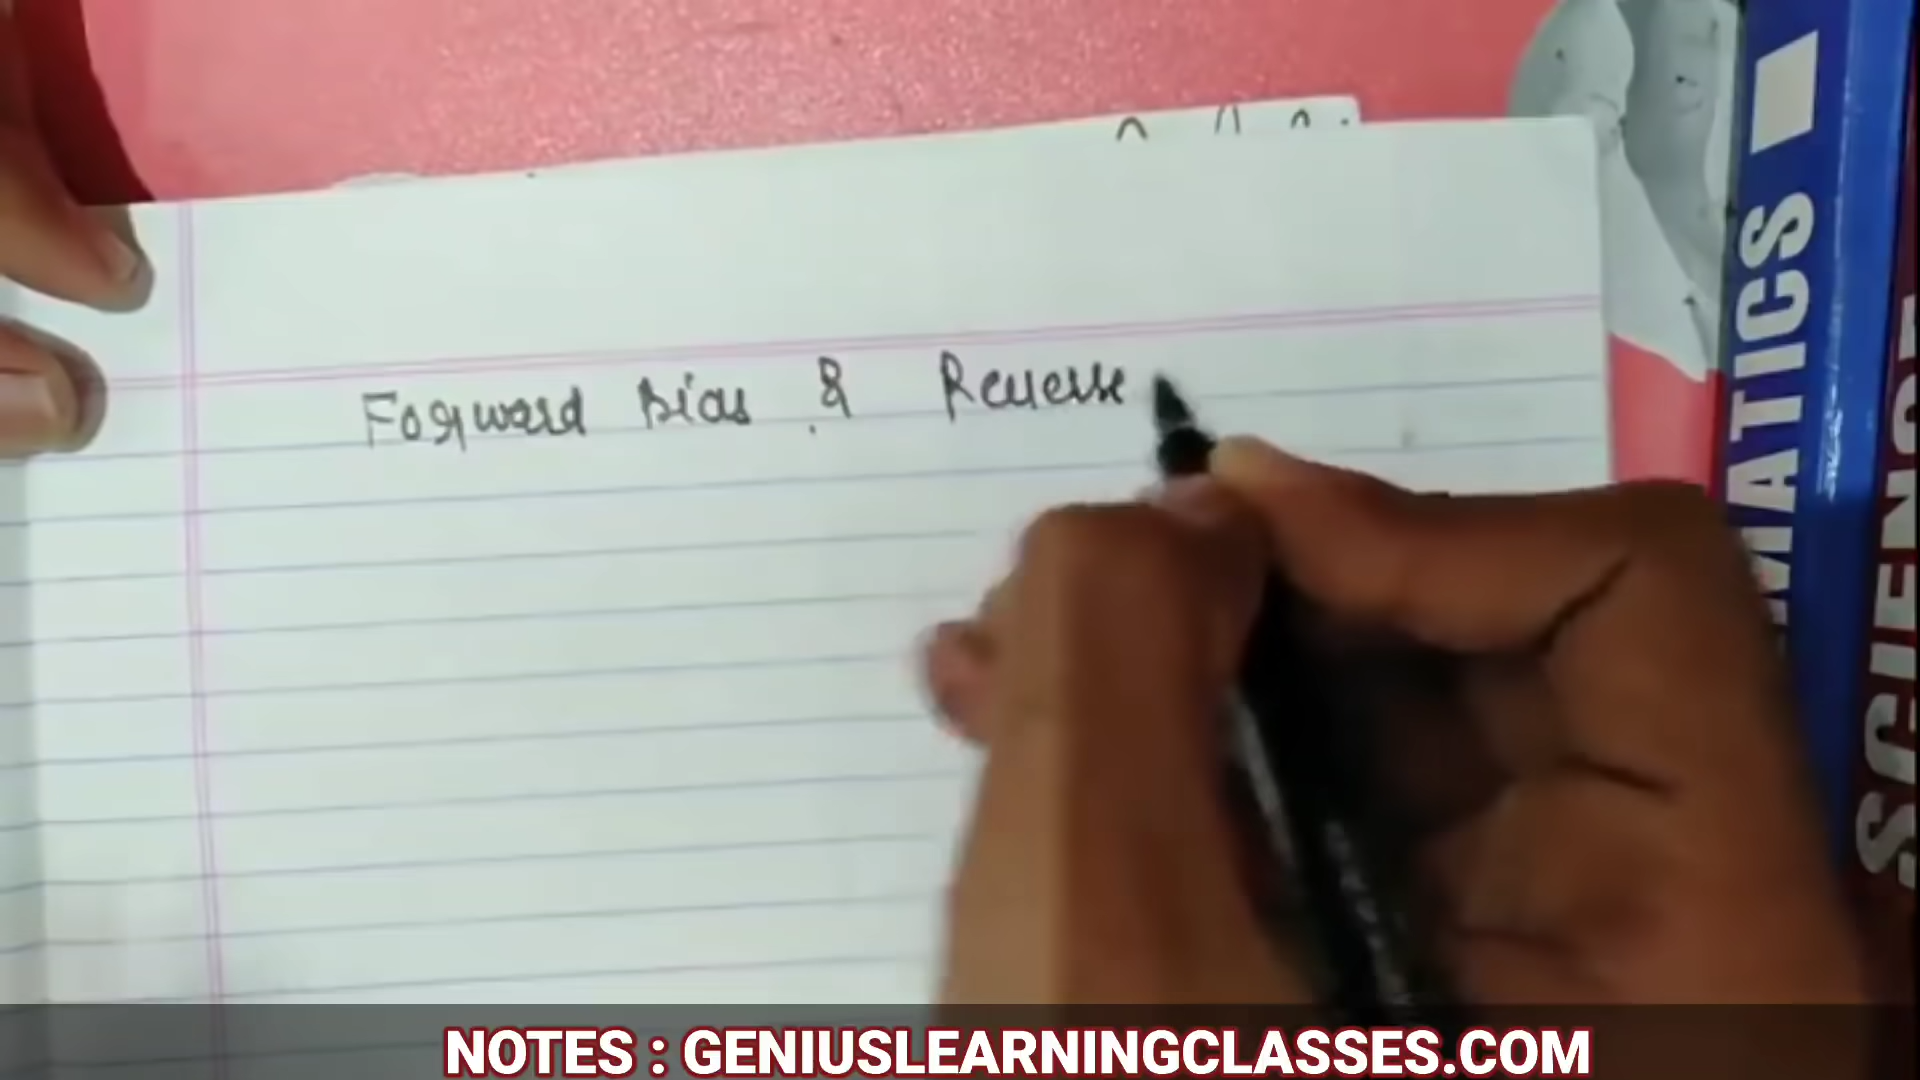 Forward Bias & Reverse
MATICS
SCIENCE
NOTES : GENIUSLEARNINGCLASSES.COM